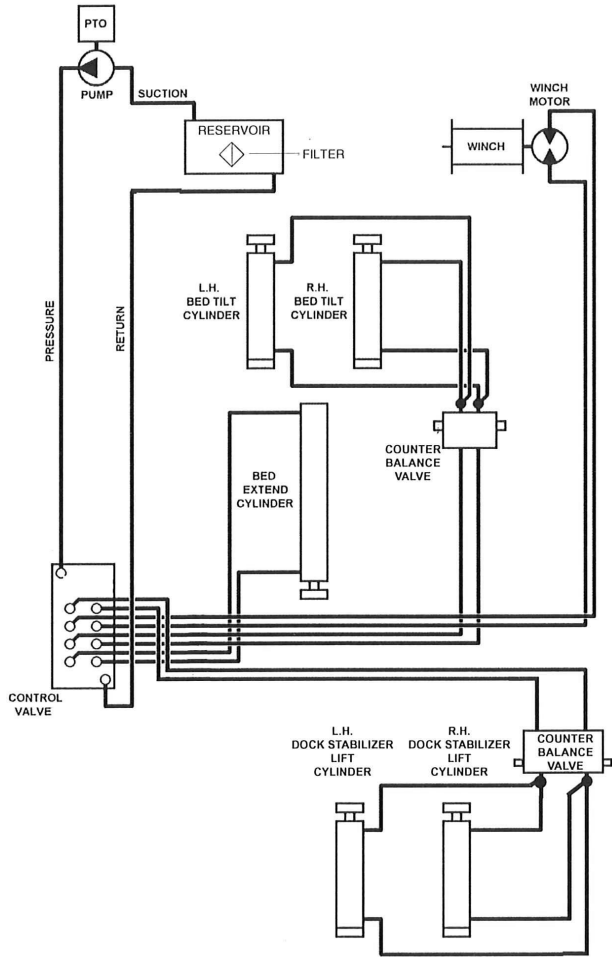 PTO
PUMP
SUCTION
RESERVOIR
FILTER
WINCH
MOTOR
WINCH
PRESSURE
RETURN
L.H.
BED TILT
CYLINDER
R.H.
BED TILT
CYLINDER
COUNTER
BALANCE
VALVE
BED
EXTEND
CYLINDER
CONTROL
VALVE
L.H.
DOCK STABILIZER
LIFT
CYLINDER
R.H.
DOCK STABILIZER
LIFT
CYLINDER
COUNTER
BALANCE
VALVE